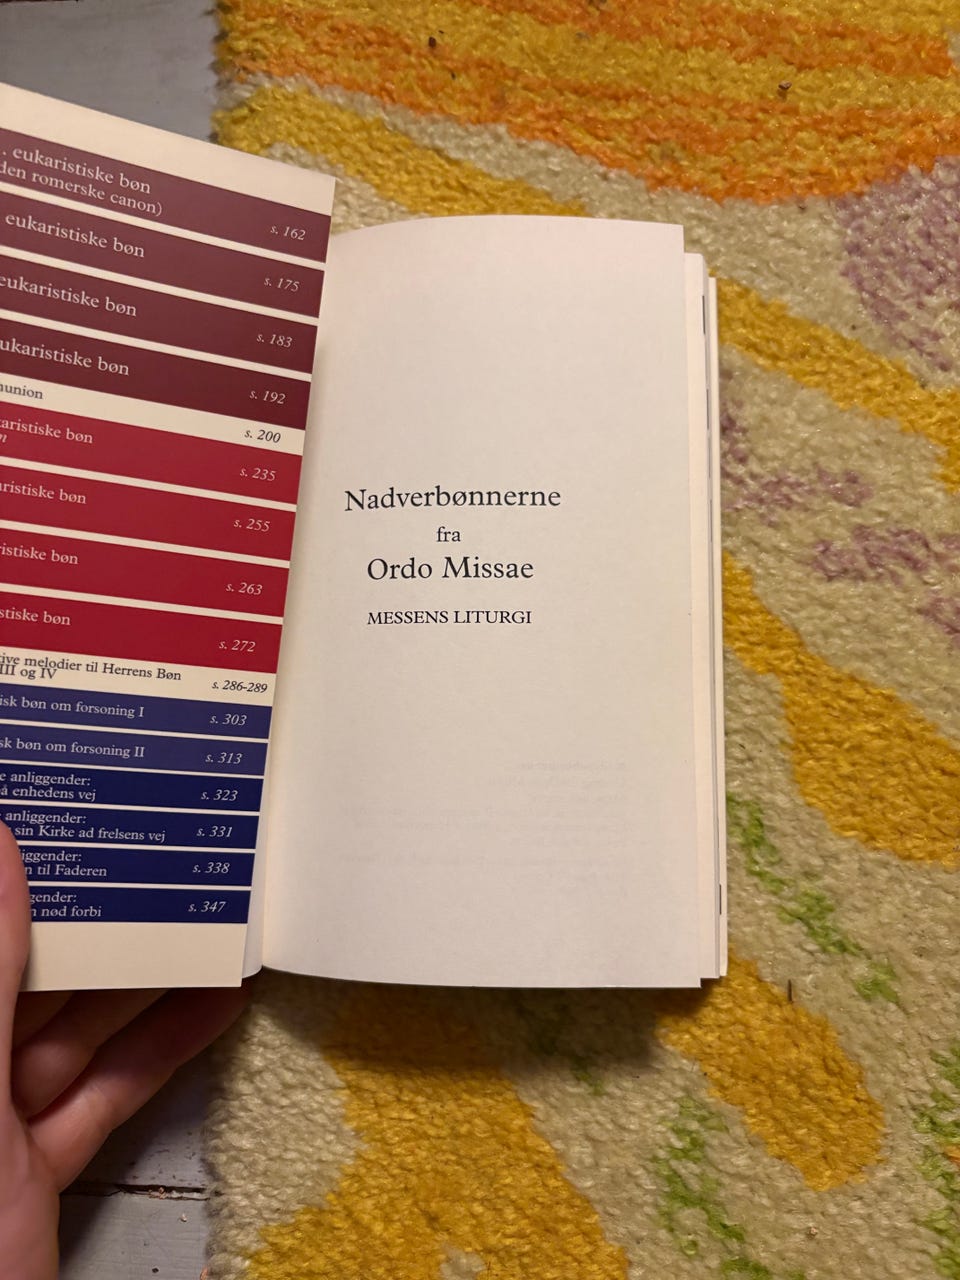 . eukaristiske bøn
den romerske canon)
s. 162
eukaristiske bøn
s. 175
eukaristiske bøn
s. 183
ukaristiske bøn
s. 192
union
s. 200
aristiske bøn
s. 235
ristiske bøn
s. 255
istiske bøn
s. 263
stiske bøn
s. 272
tive melodier til Herrens Bøn
III og IV
s. 286-289
isk bøn om forsoning I
s. 303
sk bøn om forsoning II
s. 313
e anliggender:
å enhedens vej
s. 323
anliggender:
sin Kirke ad frelsens vej
s. 331
iggender:
n til Faderen
s. 338
gender:
n nød forbi
s. 347
Nadverbønnerne
fra
Ordo Missae
MESSENS LITURGI